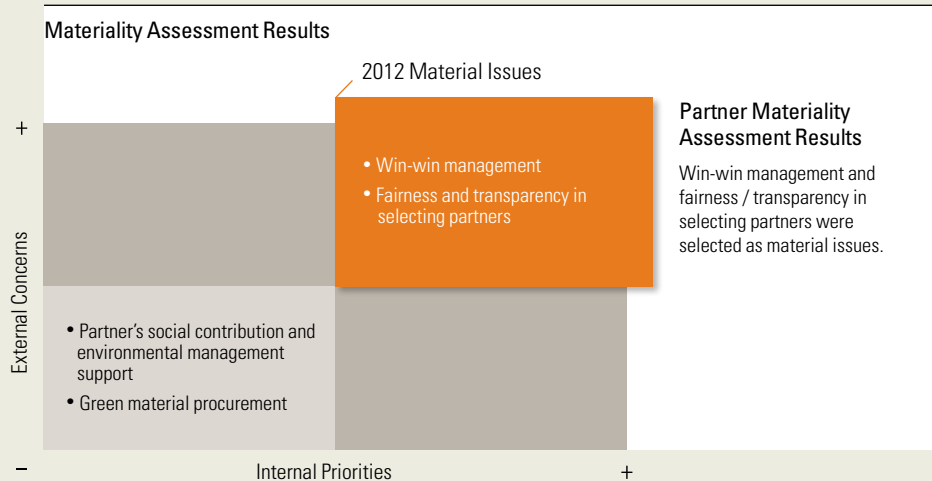 Materiality Assessment Results
2012 Material Issues
+
External Concerns
• Win-win management
• Fairness and transparency in
selecting partners
Partner Materiality
Assessment Results
Win-win management and
fairness / transparency in
selecting partners were
selected as material issues.
• Partner's social contribution and
environmental management
support
• Green material procurement
–
Internal Priorities
+